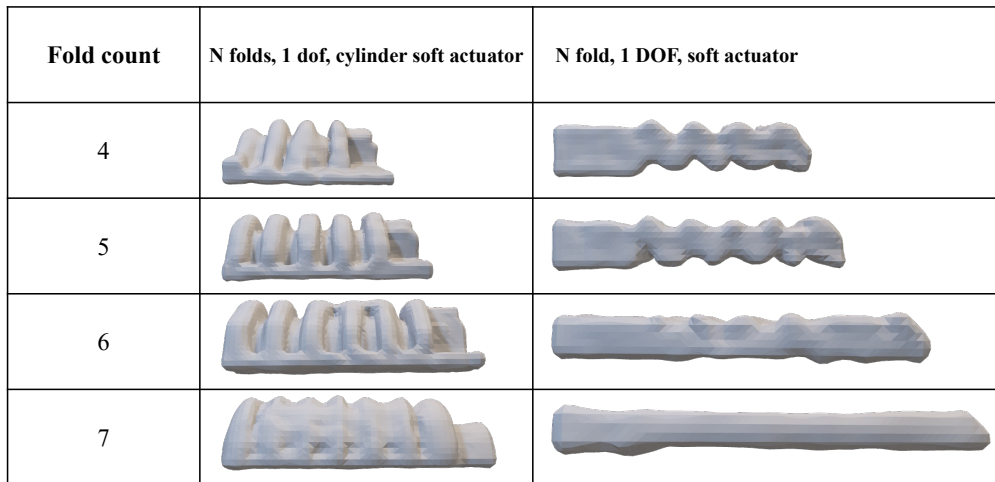 Fold count
N folds, 1 dof, cylinder soft actuator
N fold, 1 DOF, soft actuator
4
5
6
7